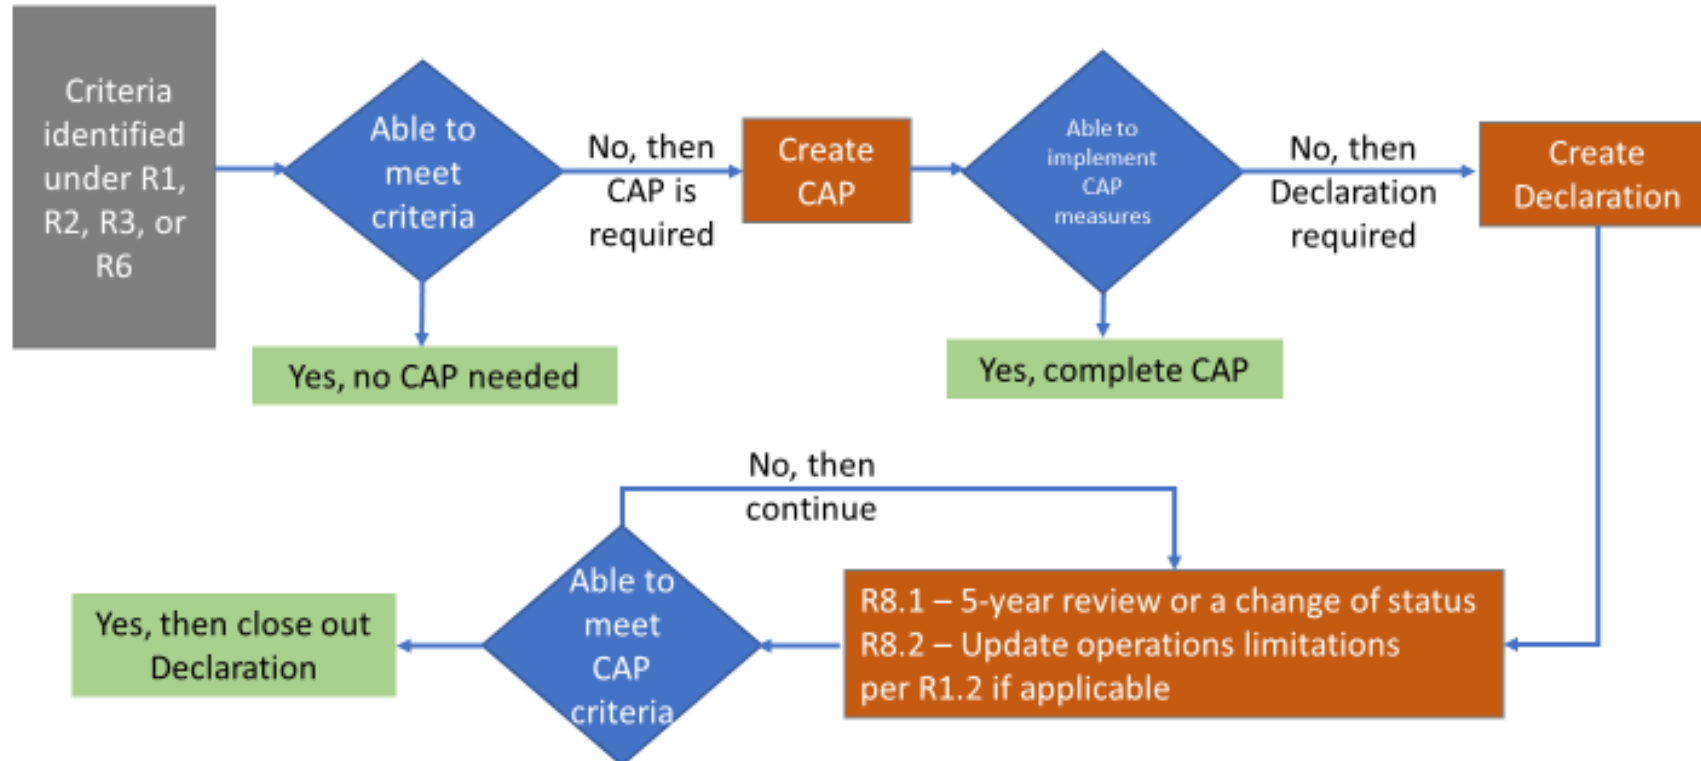 Criteria
identified
under R1,
R2, R3, or
R6
Able to
meet
criteria
No, then
CAP is
required
Create
CAP
Able to
implement
CAP
measures
No, then
Declaration
required
Create
Declaration
Yes, no CAP needed
Yes, complete CAP
No, then
continue
Yes, then close out
Declaration
Able to
meet
CAP
criteria
R8.1 – 5-year review or a change of status
R8.2 – Update operations limitations
per R1.2 if applicable